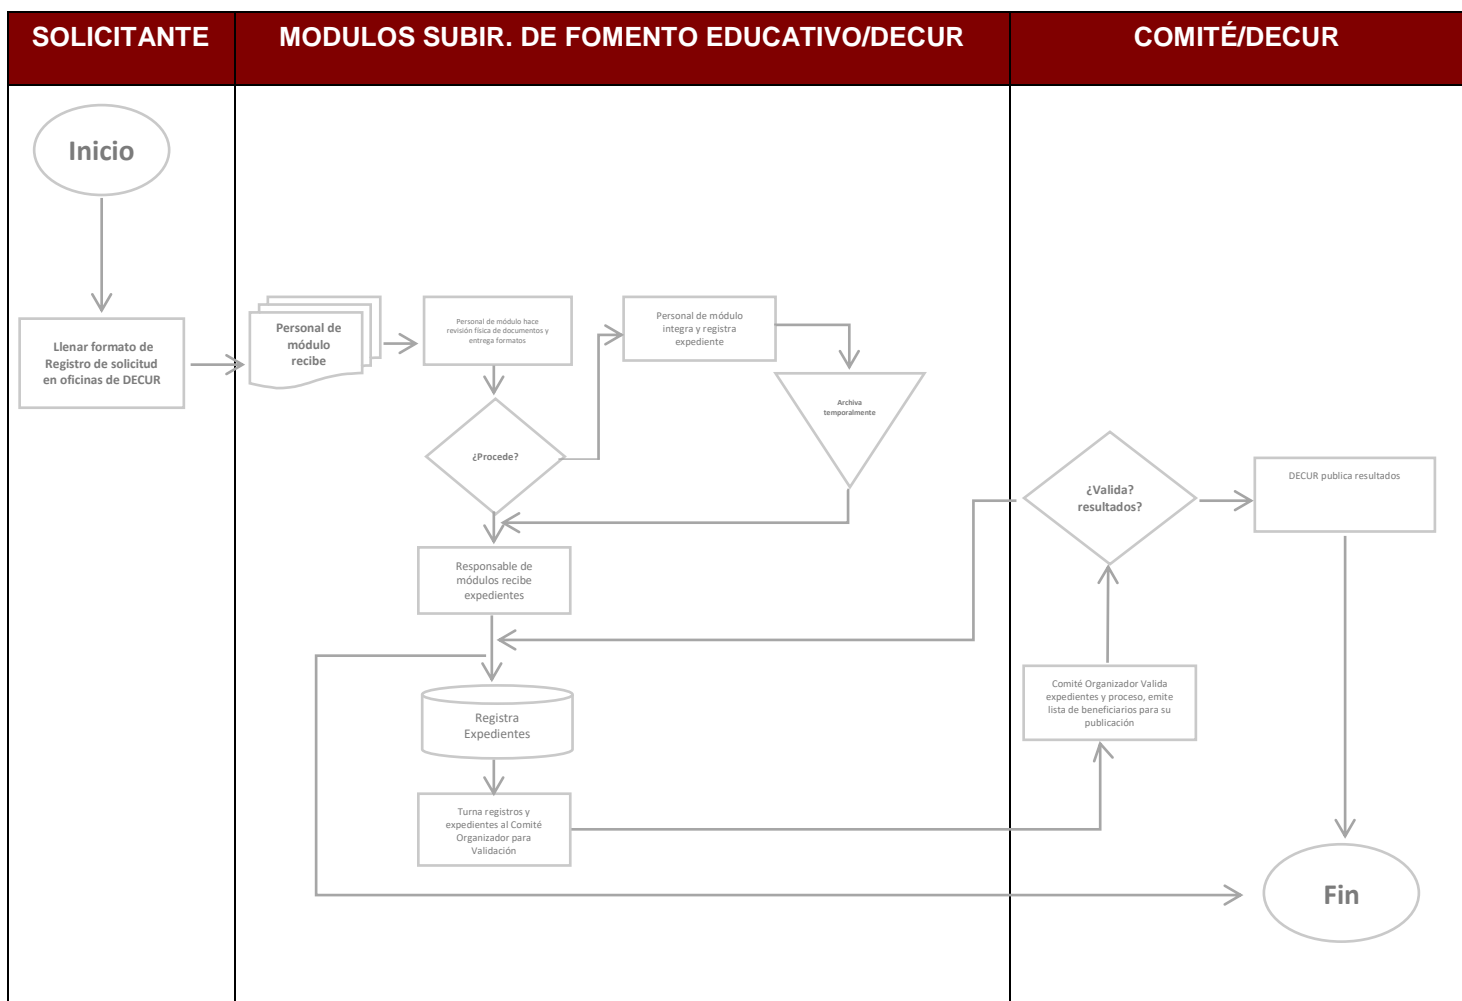 SOLICITANTE
MODULOS SUBIR. DE FOMENTO EDUCATIVO/DECUR
COMITÉ/DECUR
Inicio
Llenar formato de
Registro de solicitud
en oficinas de DECUR
Personal de
módulo
recibe
Personal de módulo hace
revisión física de documentos y
entrega formatos
Personal de módulo
integra y registra
expediente
Archiva
temporalmente
¿Procede?
Responsable de
módulos recibe
expedientes
Registra
Expedientes
Turna registros y
expedientes al Comité
Organizador para
Validación
¿Valida?
resultados?
DECUR publica resultados
Comité Organizador Valida
expedientes y proceso, emite
lista de beneficiarios para su
publicación
Fin